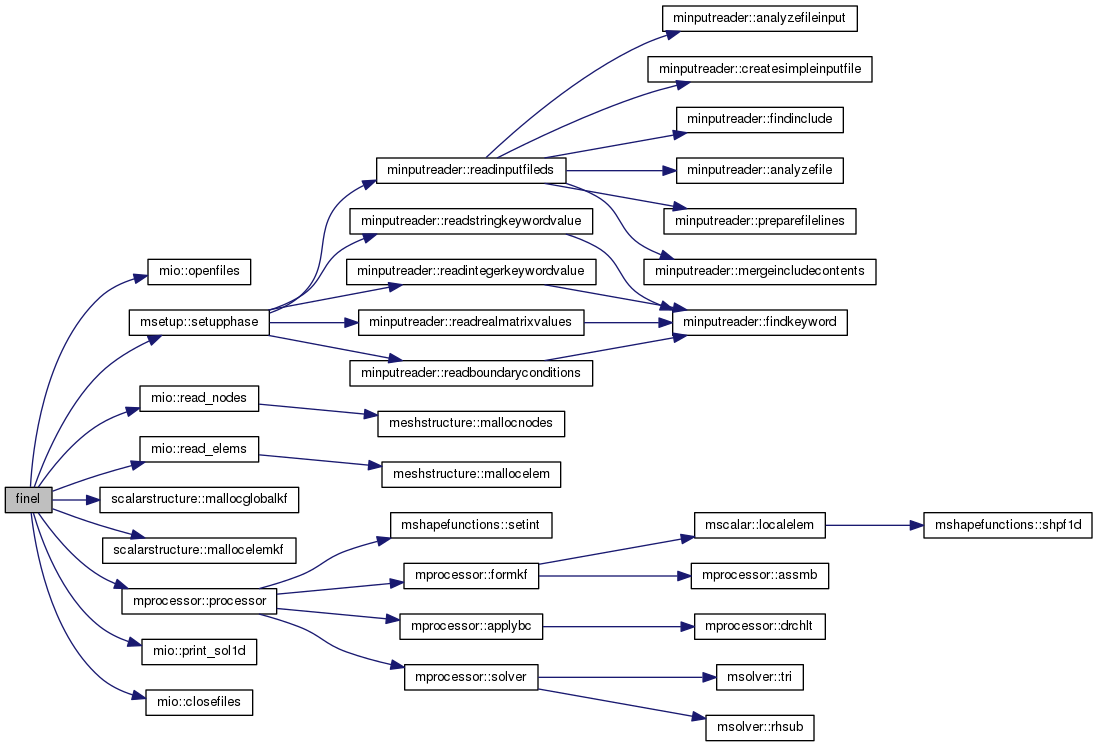 minputreader::analyzefileinput
minputreader::createsimpleinputfile
minputreader::findinclude
minputreader::readinputfileds
minputreader::analyzefile
minputreader::readstringkeywordvalue
minputreader::preparefilelines
mio::openfiles
minputreader::readintegerkeywordvalue
minputreader::mergeincludecontents
msetup::setupphase
minputreader::readrealmatrixvalues
minputreader::findkeyword
minputreader::readboundaryconditions
mio::read_nodes
meshstructure::mallocnodes
mio::read_elems
meshstructure::mallocelem
finel
scalarstructure::mallocglobalkf
mshapefunctions::setint
mscalar::localelem
mshapefunctions::shpf1d
scalarstructure::mallocelemkf
mprocessor::formkf
mprocessor::assmb
mprocessor::processor
mprocessor::applybc
mprocessor::drchlt
mio::print_sol1d
mprocessor::solver
msolver::tri
mio::closefiles
msolver::rhsub